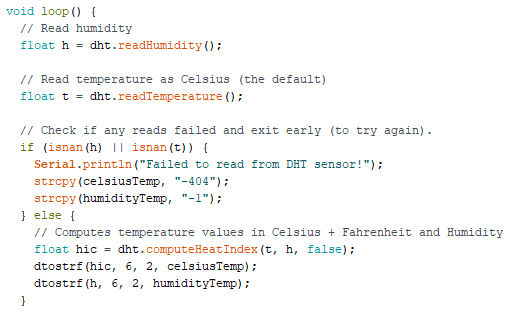 void loop() {
  // Read humidity
  float h = dht.readHumidity();

  // Read temperature as Celsius (the default)
  float t = dht.readTemperature();

  // Check if any reads failed and exit early (to try again).
  if (isnan(h) || isnan(t)) {
    Serial.println("Failed to read from DHT sensor!");
    strcpy(celsiusTemp, "-404");
    strcpy(humidityTemp, "-1");
  } else {
    // Computes temperature values in Celsius + Fahrenheit and Humidity
    float hic = dht.computeHeatIndex(t, h, false);
    dtostrf(hic, 6, 2, celsiusTemp);
    dtostrf(h, 6, 2, humidityTemp);
  }